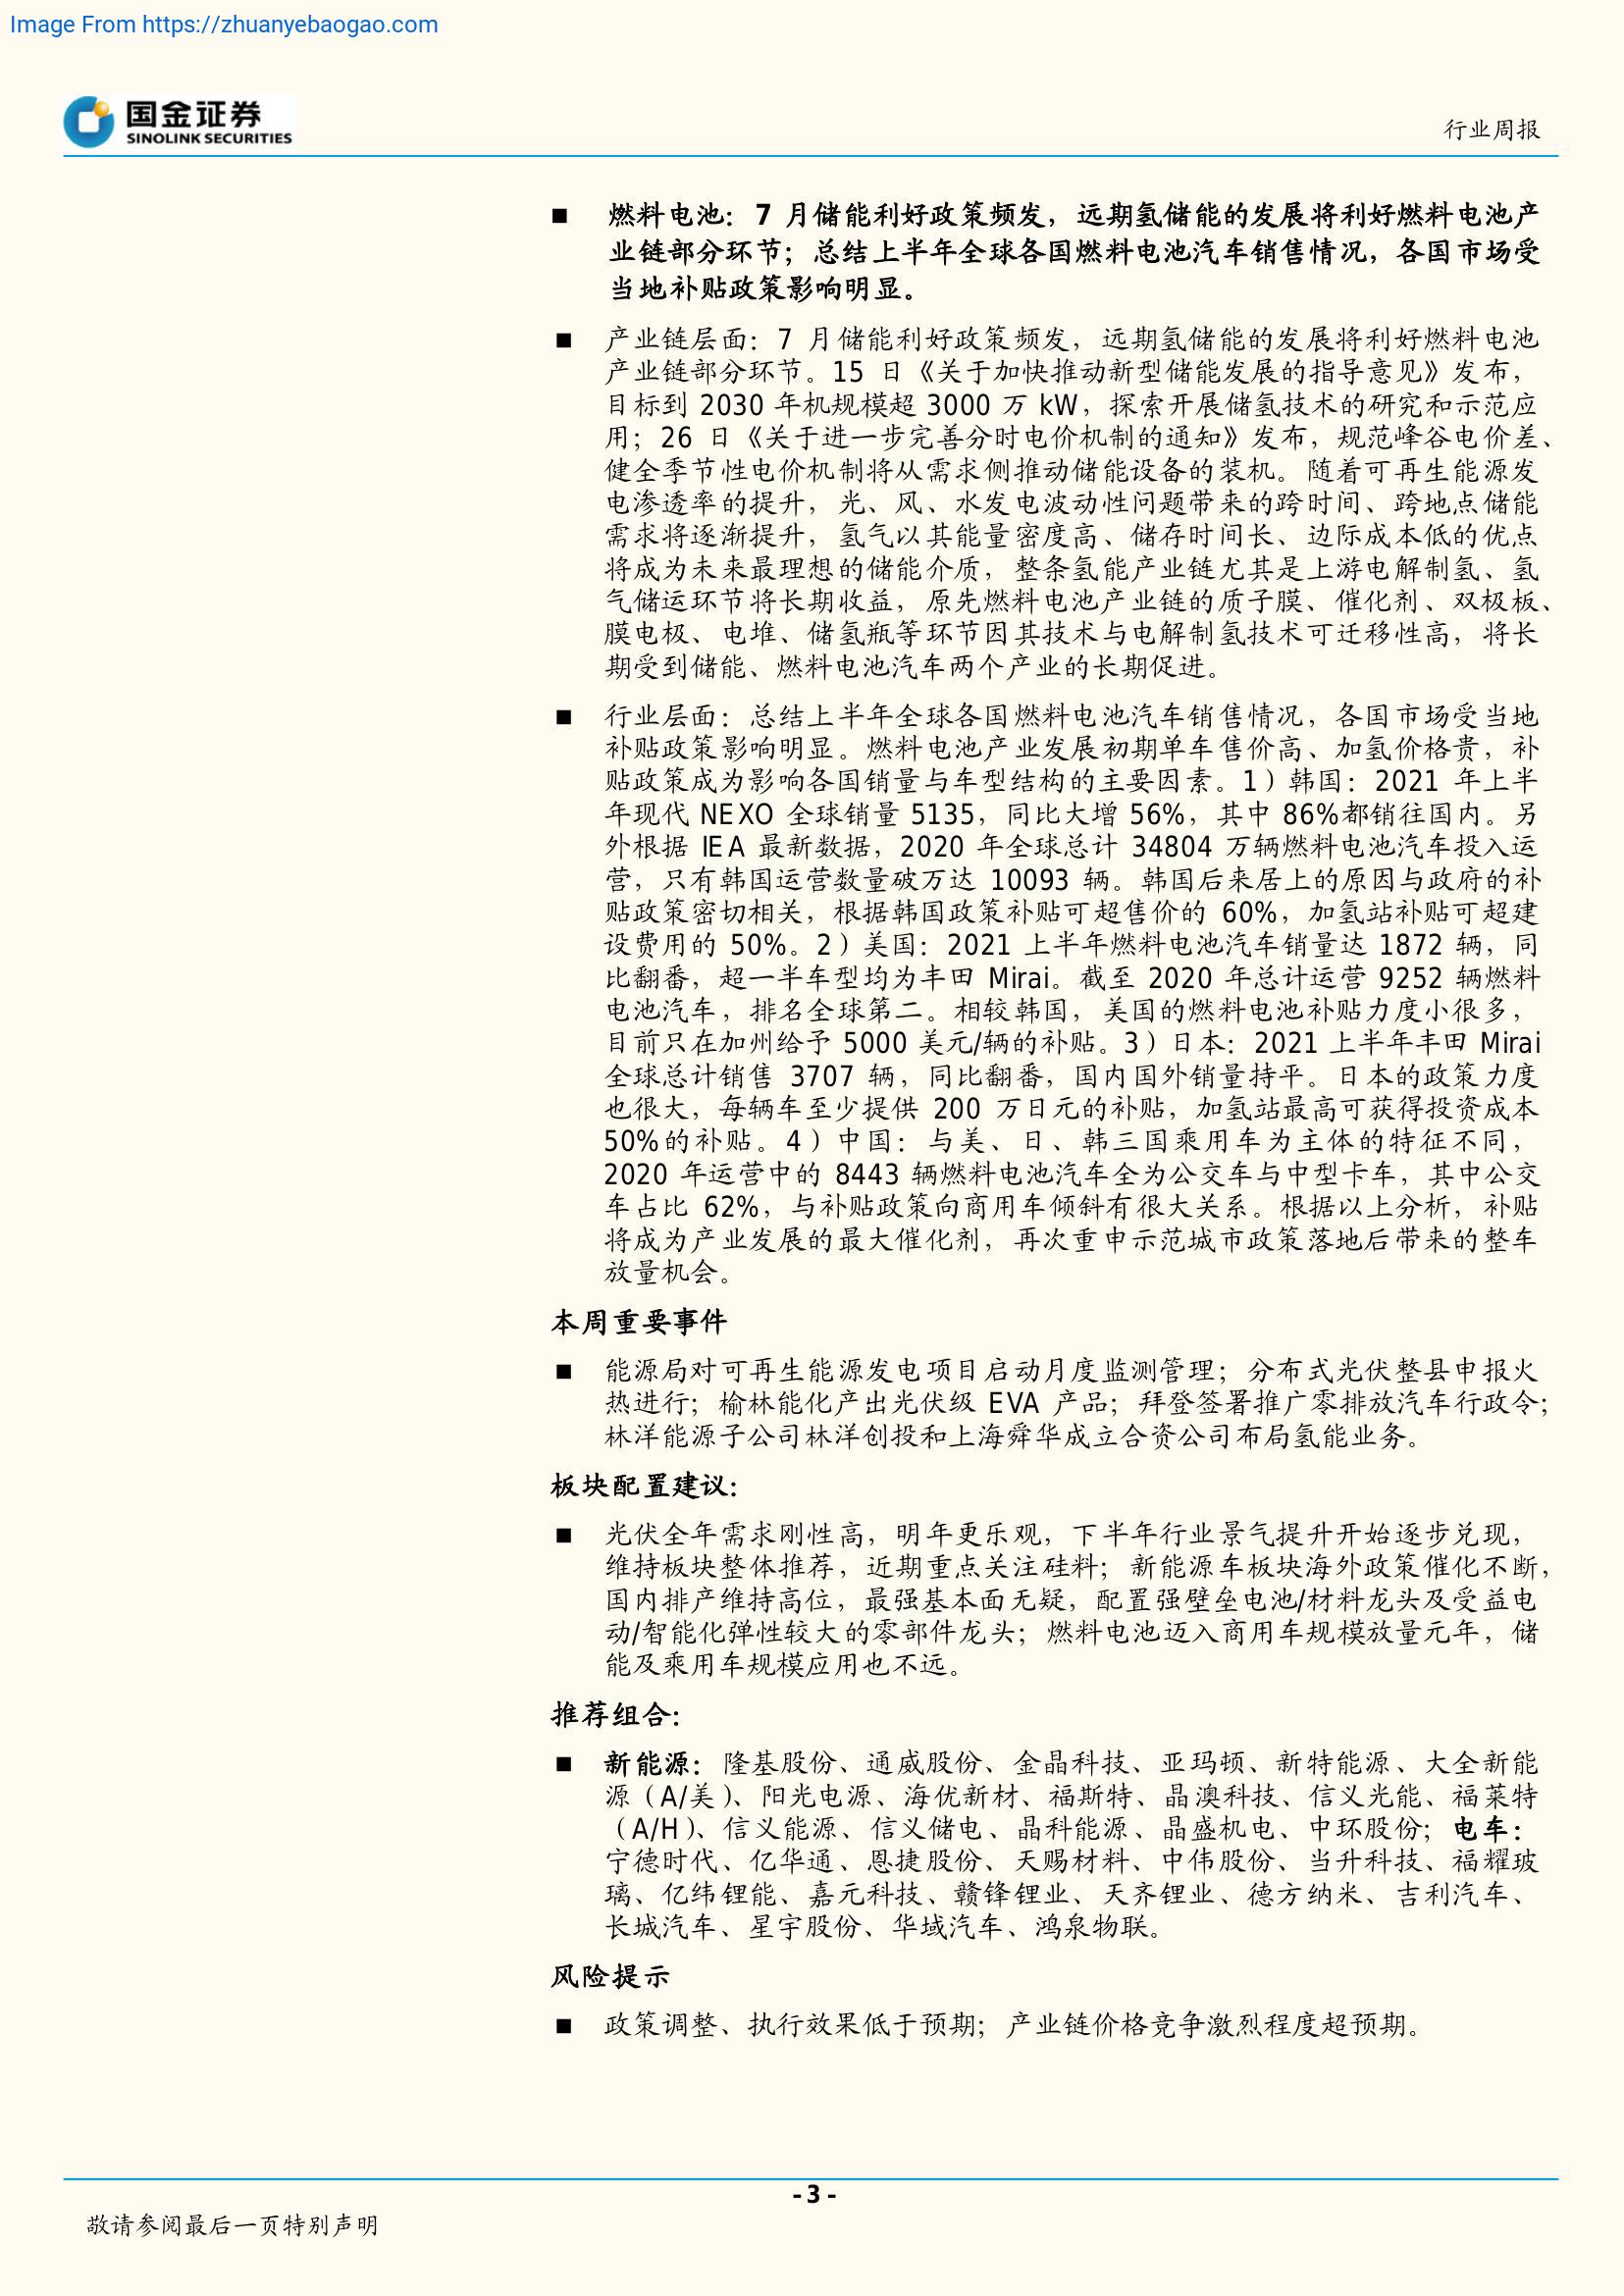 Image From https://zhuanyebaogao.com
国金证券
SINOLINK SECURITIES
行业周报
■ 燃料电池：7 月储能利好政策频发，远期氢储能的发展将利好燃料电池产
业链部分环节；总结上半年全球各国燃料电池汽车销售情况，各国市场受
当地补贴政策影响明显。
■ 产业链层面：7 月储能利好政策频发，远期氢储能的发展将利好燃料电池
产业链部分环节。15 日《关于加快推动新型储能发展的指导意见》发布，
目标到 2030 年机规模超 3000 万 kW，探索开展储氢技术的研究和示范应
用；26 日《关于进一步完善分时电价机制的通知》发布，规范峰谷电价差、
健全季节性电价机制将从需求侧推动储能设备的装机。随着可再生能源发
电渗透率的提升，光、风、水发电波动性问题带来的跨时间、跨地点储能
需求将逐渐提升，氢气以其能量密度高、储存时间长、边际成本低的优点
将成为未来最理想的储能介质，整条氢能产业链尤其是上游电解制氢、氢
气储运环节将长期收益，原先燃料电池产业链的质子膜、催化剂、双极板、
膜电极、电堆、储氢瓶等环节因其技术与电解制氢技术可迁移性高，将长
期受到储能、燃料电池汽车两个产业的长期促进。
■ 行业层面：总结上半年全球各国燃料电池汽车销售情况，各国市场受当地
补贴政策影响明显。燃料电池产业发展初期单车售价高、加氢价格贵，补
贴政策成为影响各国销量与车型结构的主要因素。1）韩国：2021 年上半
年现代 NEXO 全球销量 5135，同比大增 56%，其中 86%都销往国内。另
外根据 IEA 最新数据，2020 年全球总计 34804 万辆燃料电池汽车投入运
营，只有韩国运营数量破万达 10093 辆。韩国后来居上的原因与政府的补
贴政策密切相关，根据韩国政策补贴可超售价的 60%，加氢站补贴可超建
设费用的 50%。2）美国：2021 上半年燃料电池汽车销量达 1872 辆，同
比翻番，超一半车型均为丰田 Mirai。截至 2020 年总计运营 9252 辆燃料
电池汽车，排名全球第二。相较韩国，美国的燃料电池补贴力度小很多，
目前只在加州给予 5000 美元/辆的补贴。3）日本：2021 上半年丰田 Mirai
全球总计销售 3707 辆，同比翻番，国内国外销量持平。日本的政策力度
也很大，每辆车至少提供 200 万日元的补贴，加氢站最高可获得投资成本
50%的补贴。4）中国：与美、日、韩三国乘用车为主体的特征不同，
2020 年运营中的 8443 辆燃料电池汽车全为公交车与中型卡车，其中公交
车占比 62%，与补贴政策向商用车倾斜有很大关系。根据以上分析，补贴
将成为产业发展的最大催化剂，再次重申示范城市政策落地后带来的整车
放量机会。
本周重要事件
■ 能源局对可再生能源发电项目启动月度监测管理；分布式光伏整县申报火
热进行；榆林能化产出光伏级 EVA 产品；拜登签署推广零排放汽车行政令；
林洋能源子公司林洋创投和上海舜华成立合资公司布局氢能业务。
板块配置建议：
■ 光伏全年需求刚性高，明年更乐观，下半年行业景气提升开始逐步兑现，
维持板块整体推荐，近期重点关注硅料；新能源车板块海外政策催化不断，
国内排产维持高位，最强基本面无疑，配置强壁垒电池/材料龙头及受益电
动/智能化弹性较大的零部件龙头；燃料电池迈入商用车规模放量元年，储
能及乘用车规模应用也不远。
推荐组合：
■ 新能源：隆基股份、通威股份、金晶科技、亚玛顿、新特能源、大全新能
源（A/美）、阳光电源、海优新材、福斯特、晶澳科技、信义光能、福莱特
（A/H）、信义能源、信义储电、晶科能源、晶盛机电、中环股份；电车：
宁德时代、亿华通、恩捷股份、天赐材料、中伟股份、当升科技、福耀玻
璃、亿纬锂能、嘉元科技、赣锋锂业、天齐锂业、德方纳米、吉利汽车、
长城汽车、星宇股份、华域汽车、鸿泉物联。
风险提示
■ 政策调整、执行效果低于预期；产业链价格竞争激烈程度超预期。
- 3 -
敬请参阅最后一页特别声明